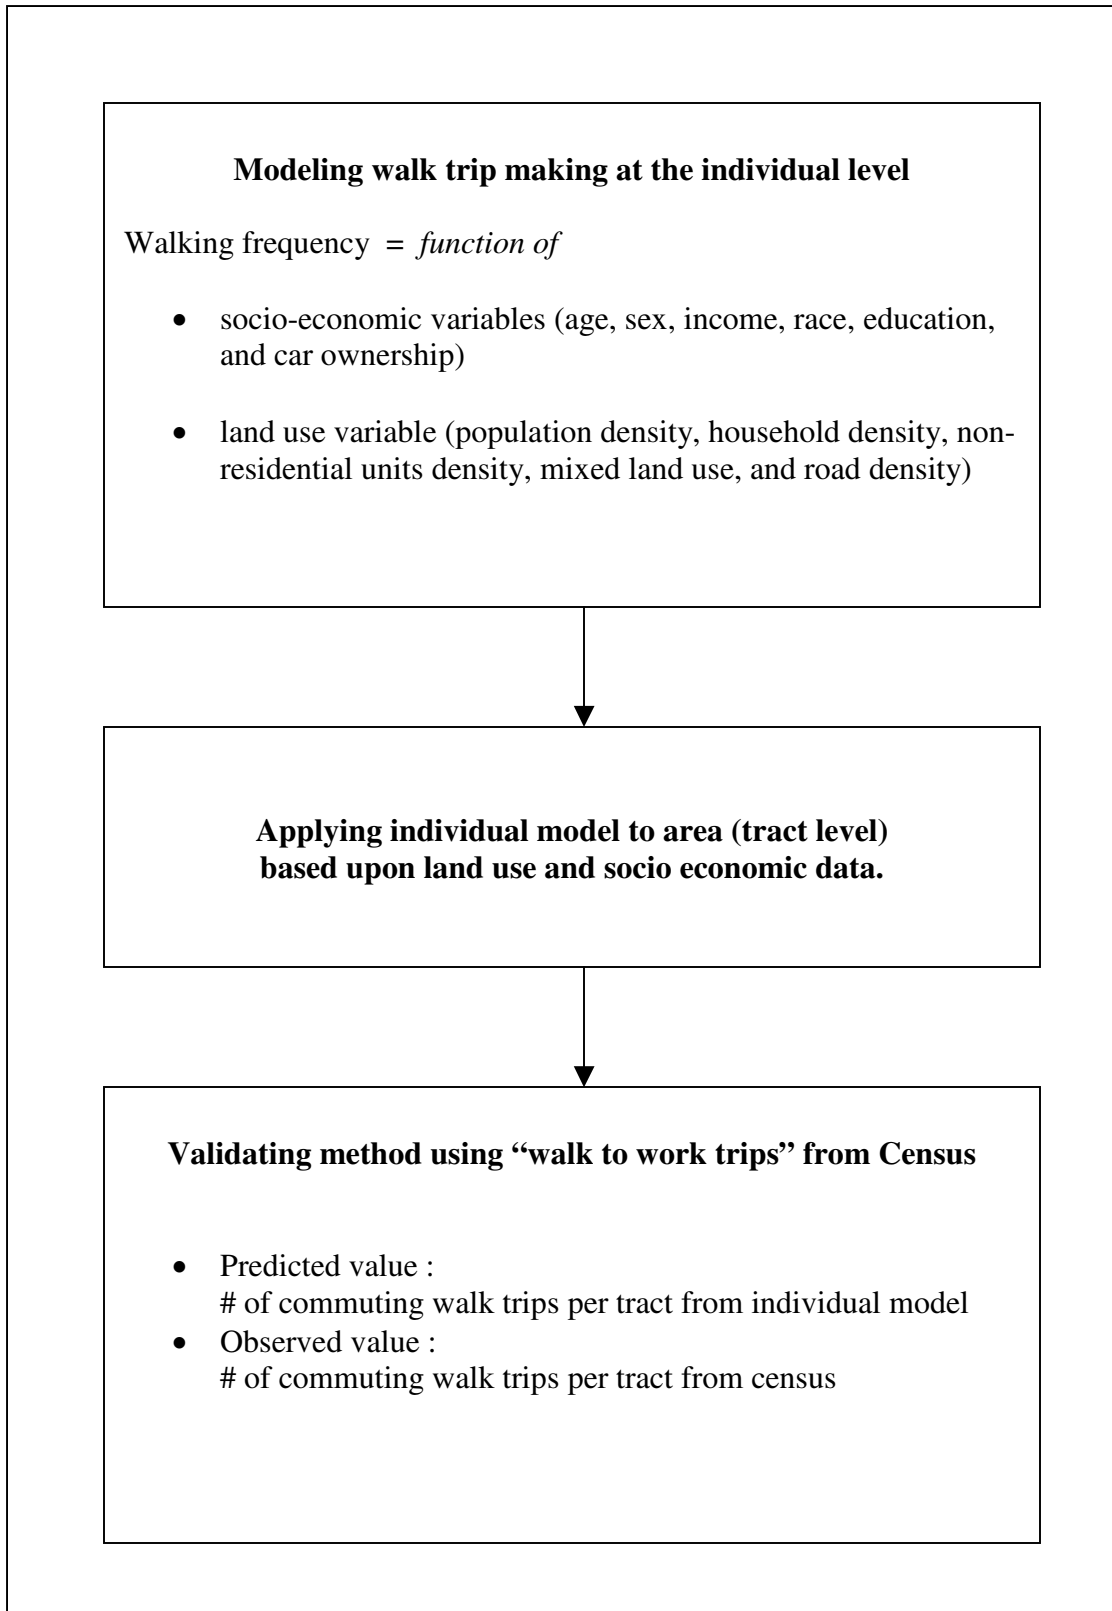 Modeling walk trip making at the individual level
Walking frequency = function of
• socio-economic variables (age, sex, income, race, education,
and car ownership)
• land use variable (population density, household density, non-
residential units density, mixed land use, and road density)
Applying individual model to area (tract level)
based upon land use and socio economic data.
Validating method using “walk to work trips” from Census
• Predicted value :
# of commuting walk trips per tract from individual model
• Observed value :
# of commuting walk trips per tract from census